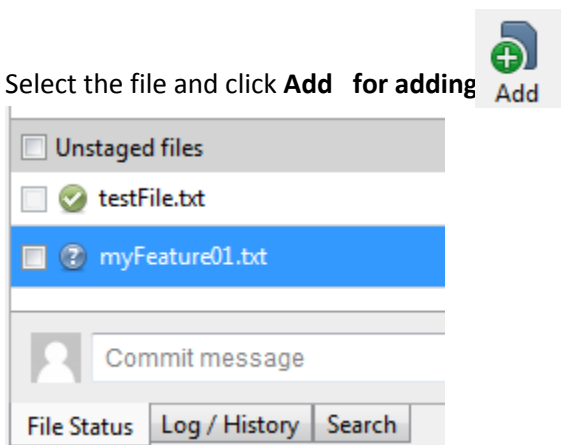 Select the file and click Add for adding
Add
Unstaged files
testFile.txt
myFeature01.txt
Commit message
File Status Log / History Search